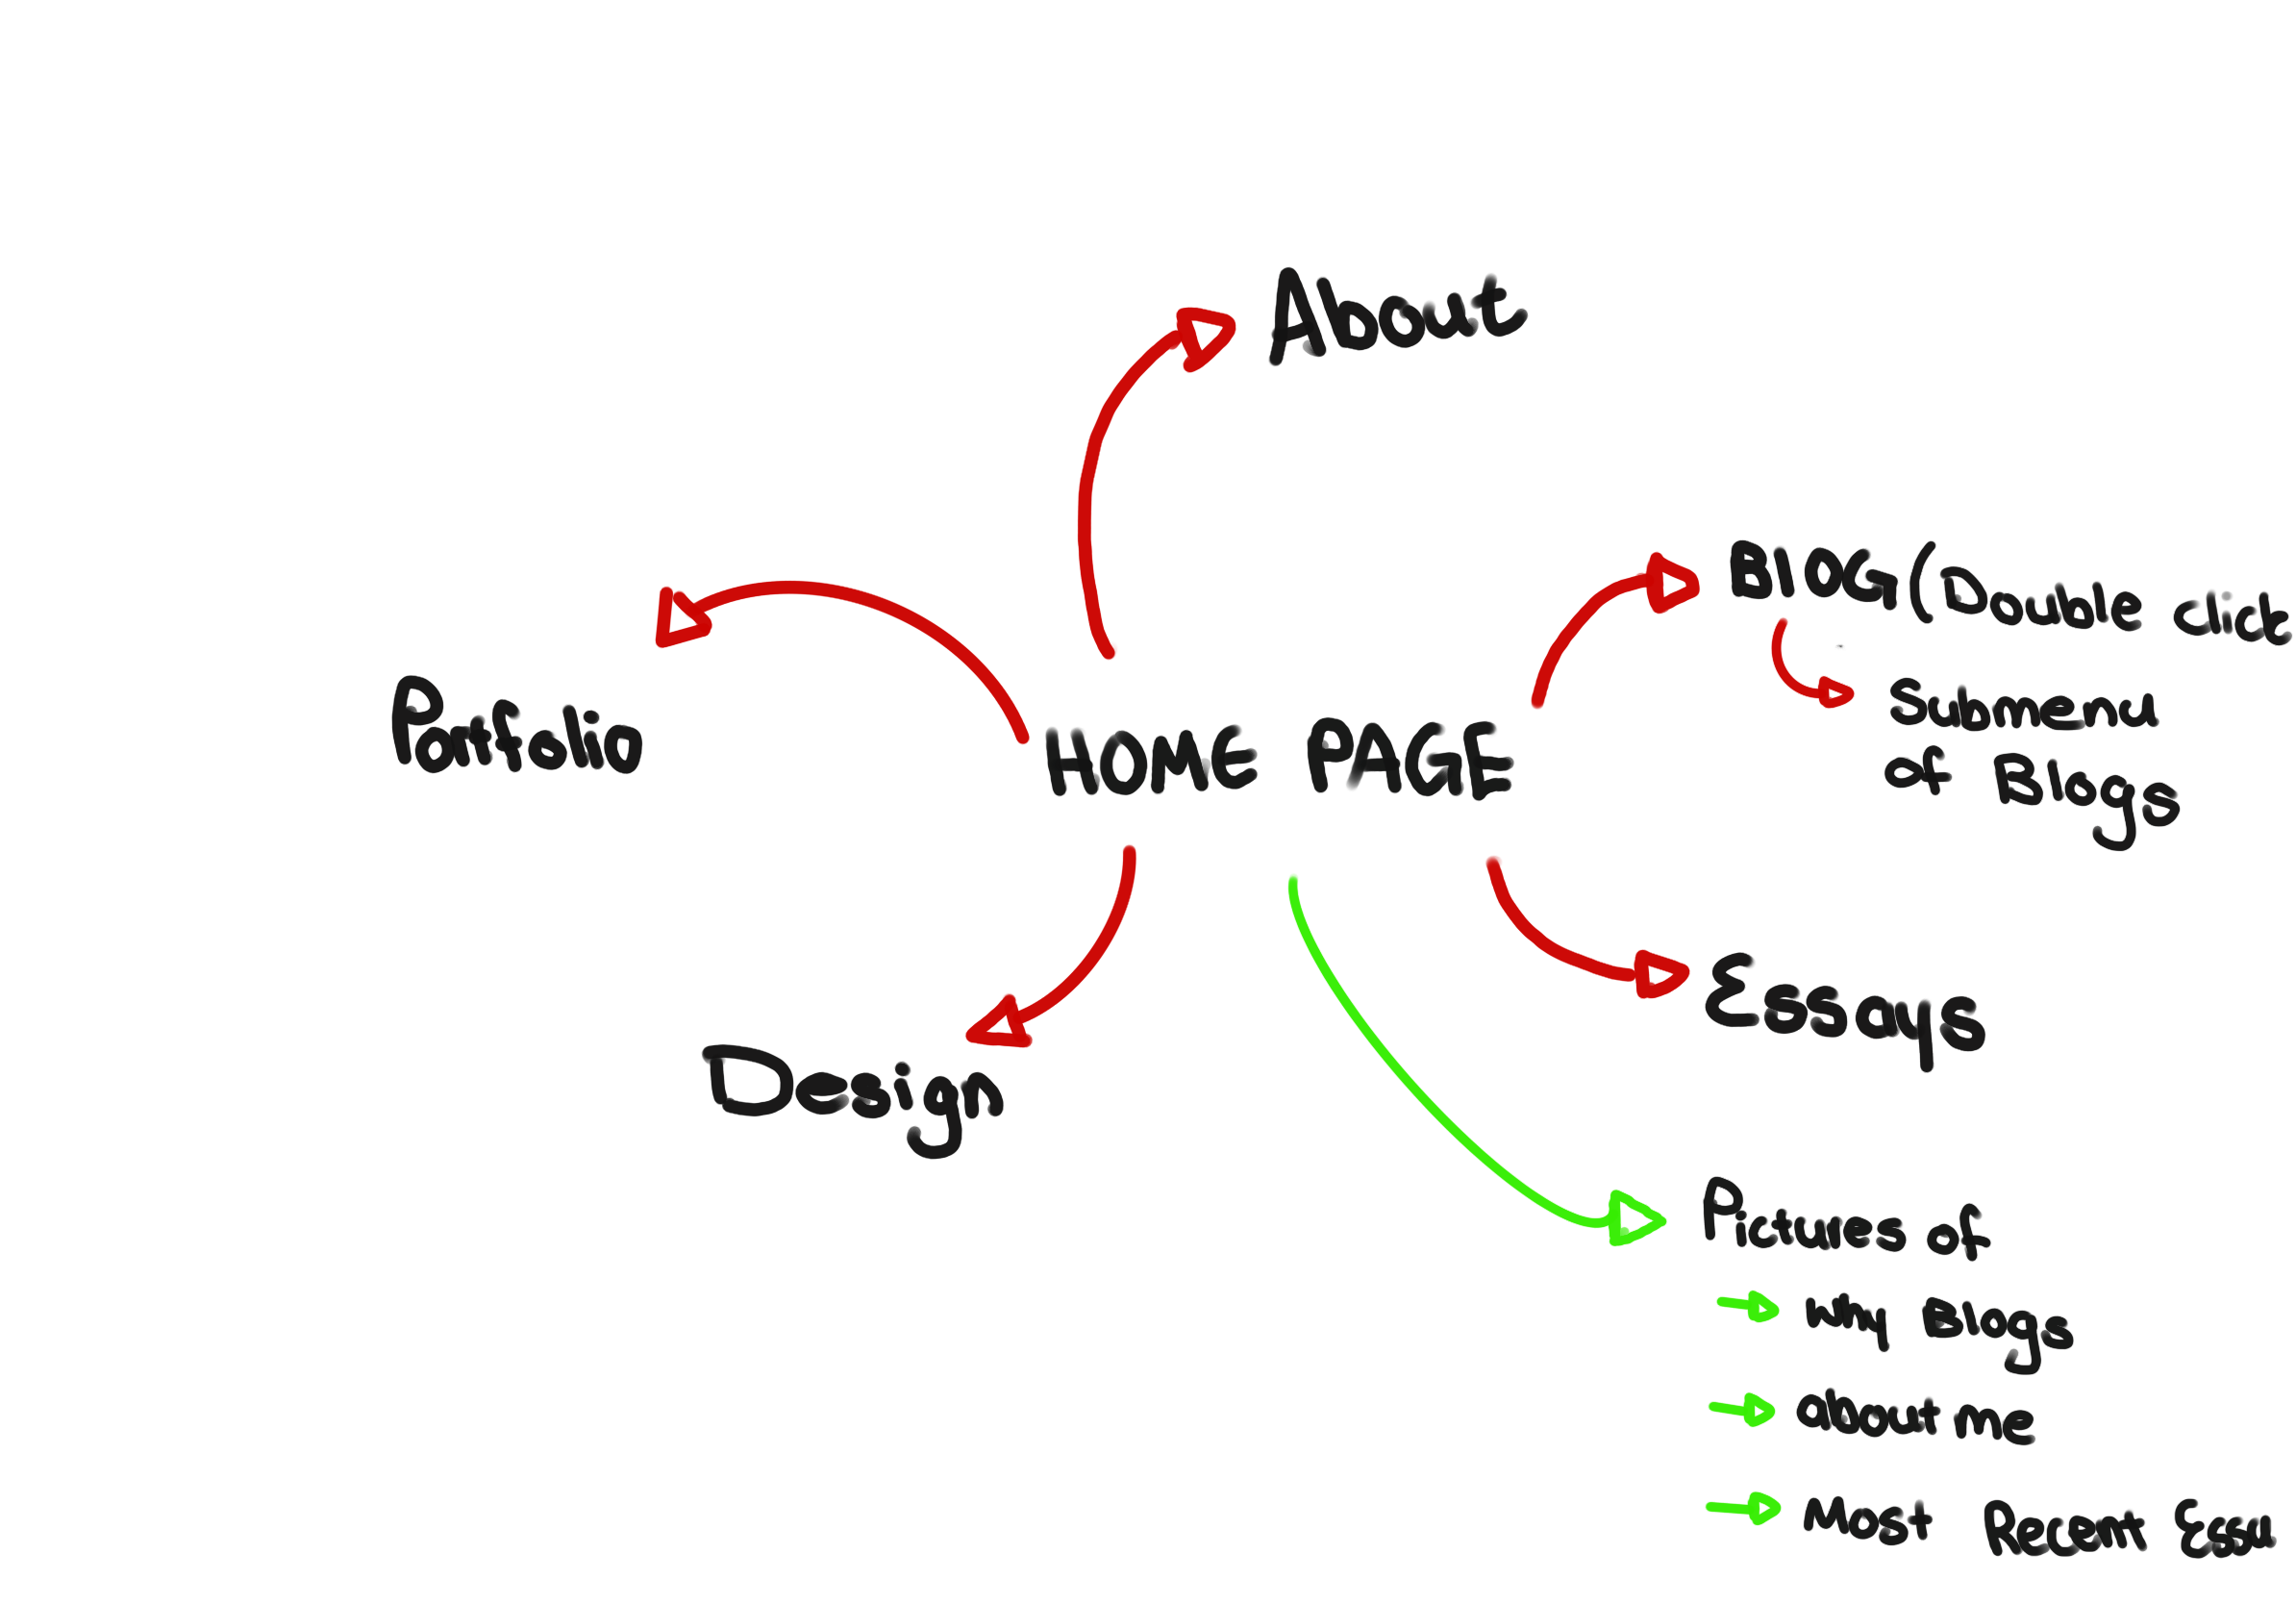 About
BlOG (Double click
Submenu
of Blogs
Portfolio
HOME PAGE
Essays
Design
Pictures of
Why Blogs
about me
Most Recent